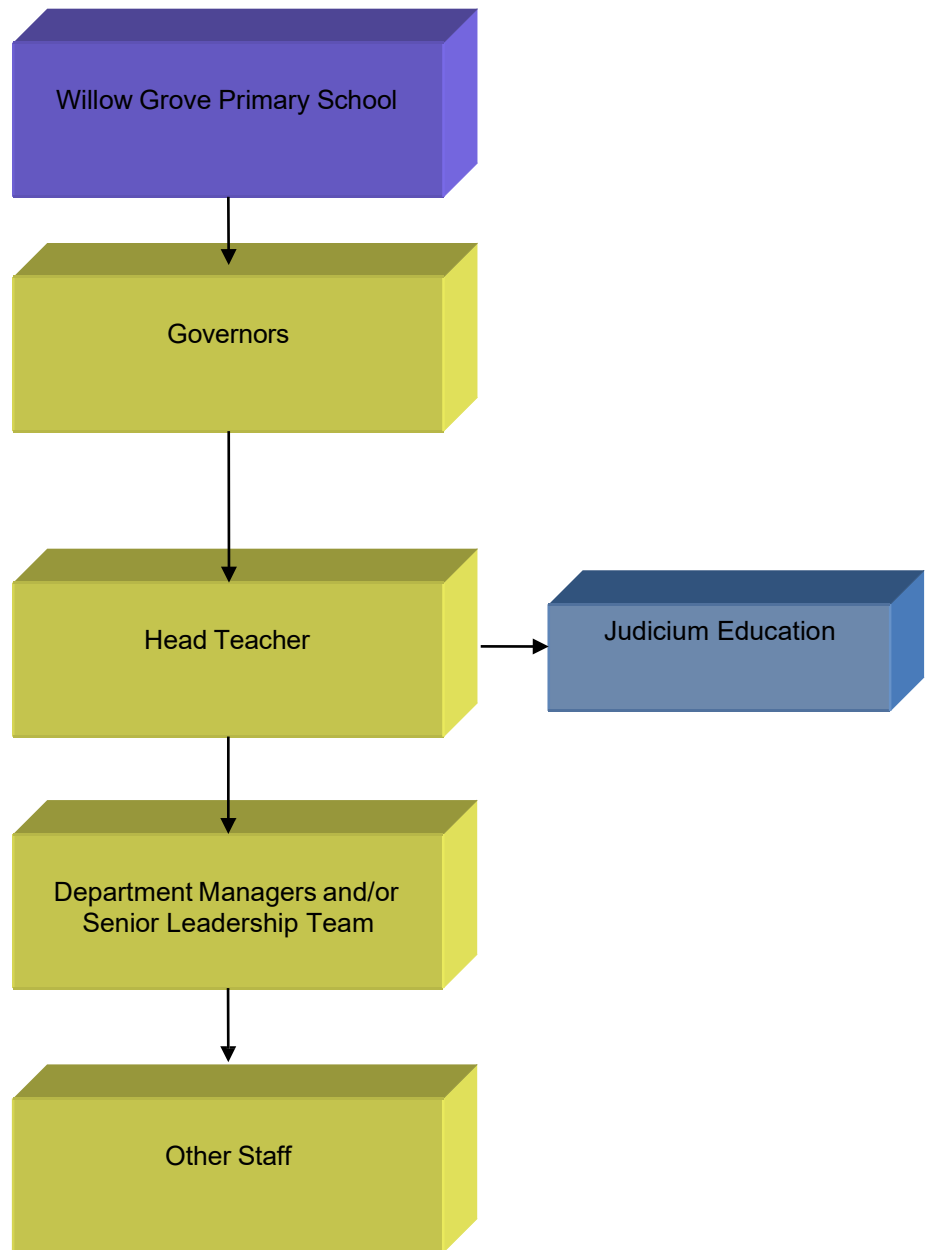 Willow Grove Primary School
Governors
Head Teacher
Judicium Education
Department Managers and/or
Senior Leadership Team
Other Staff